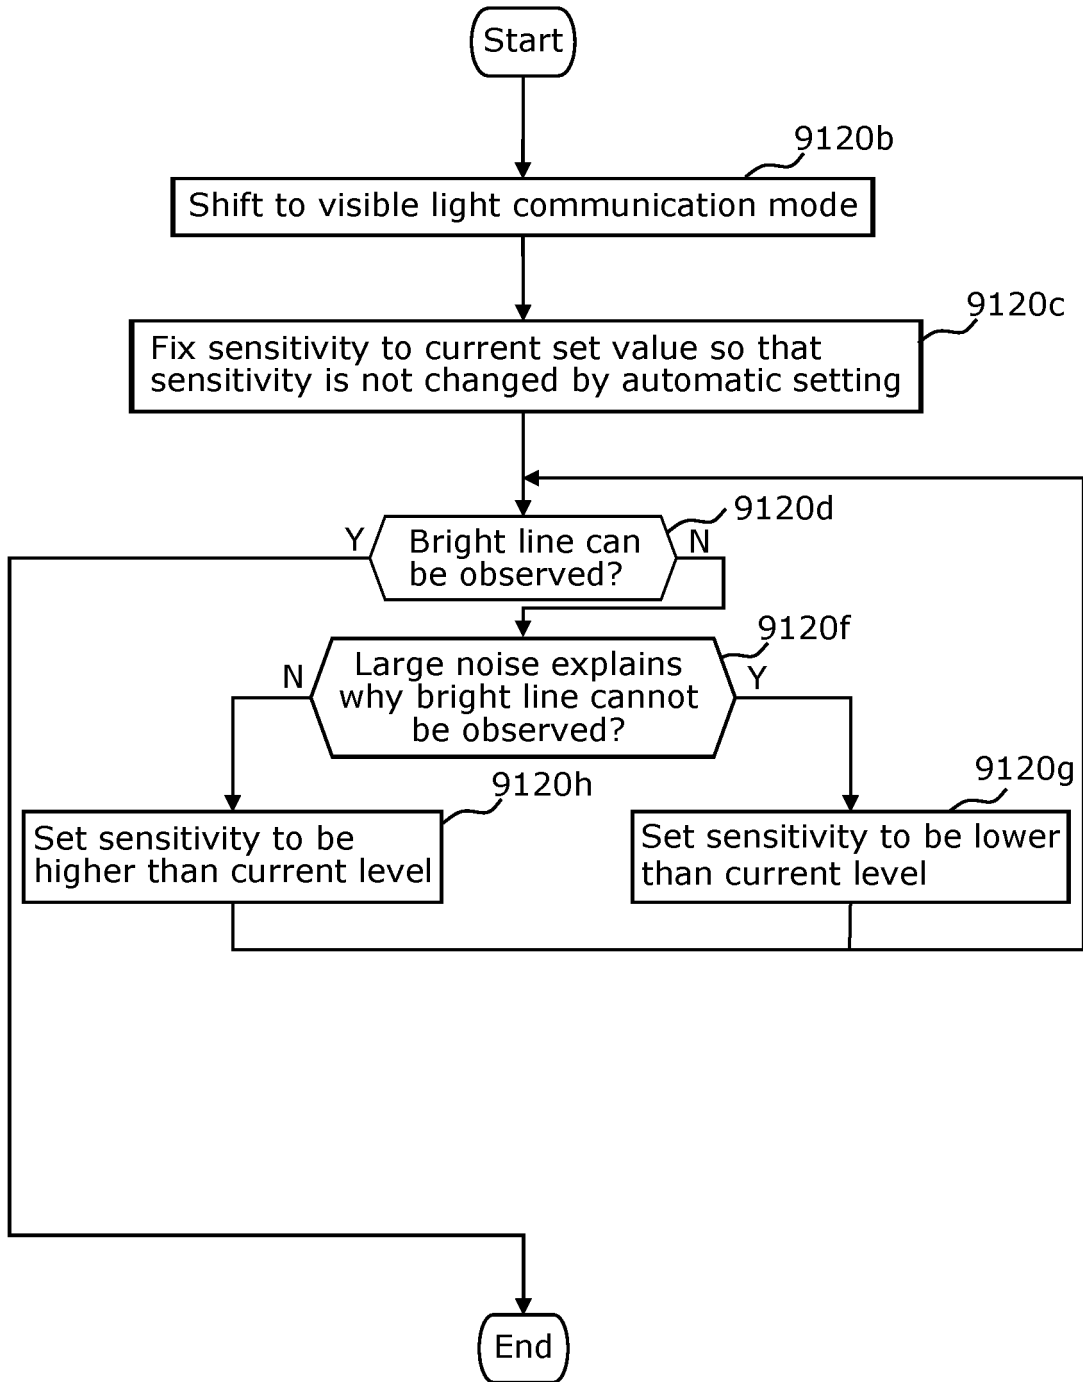 Start
9120b
Shift to visible light communication mode
9120c
Fix sensitivity to current set value so that
sensitivity is not changed by automatic setting
9120d
Y
Bright line can
be observed?
N
9120f
N
Large noise explains
why bright line cannot
be observed?
Y
9120h
Set sensitivity to be
higher than current level
9120g
Set sensitivity to be lower
than current level
End